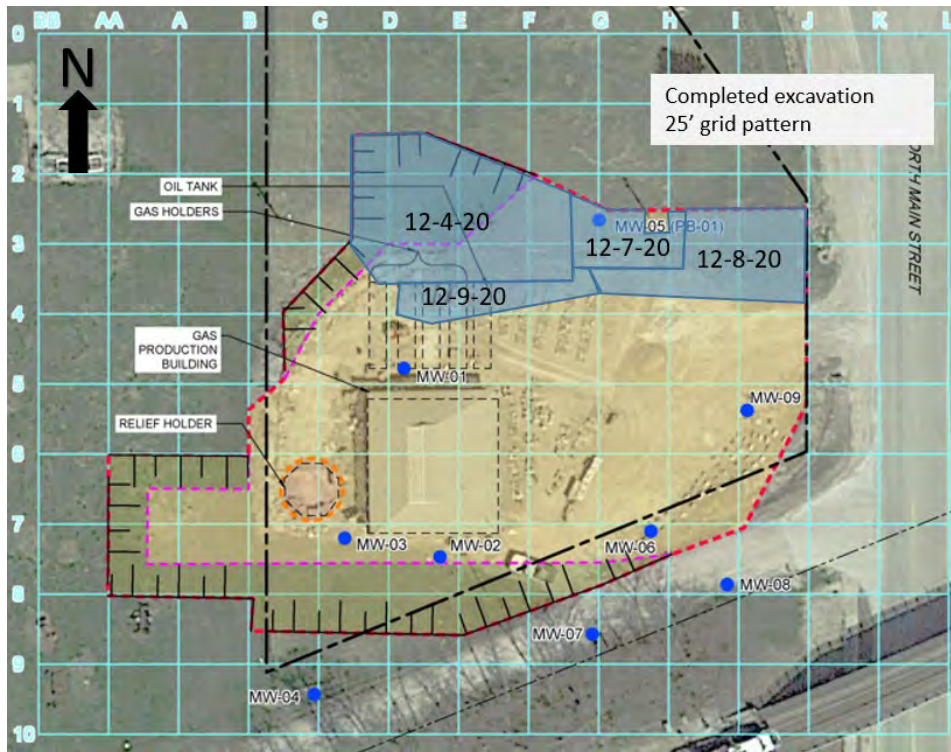 BB AA A B C D E F G H I J K L
0
1
2
3
4
5
6
7
8
9
10
N
Completed excavation
25' grid pattern
NORTH MAIN STREET
OIL TANK
GAS HOLDERS
12-4-20
MW-05 (PB-01)
12-7-20
12-8-20
12-9-20
GAS
PRODUCTION
BUILDING
MW-01
MW-09
RELIEF HOLDER
MW-03
MW-02
MW-06
MW-08
MW-07
MW-04